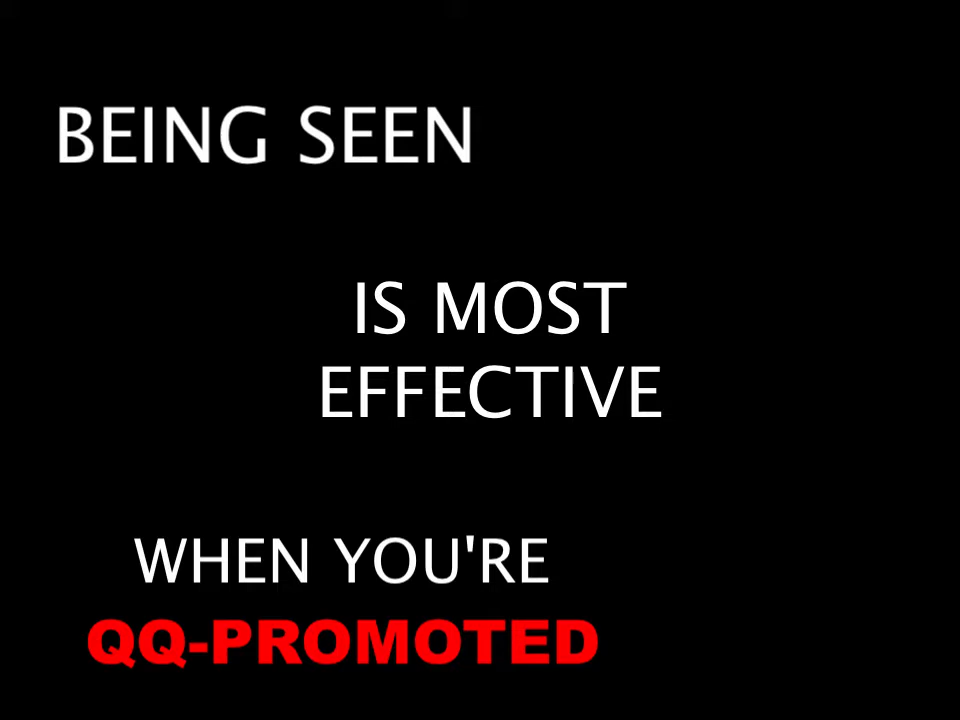 BEING SEEN
IS MOST
EFFECTIVE
WHEN YOU'RE
QQ-PROMOTED